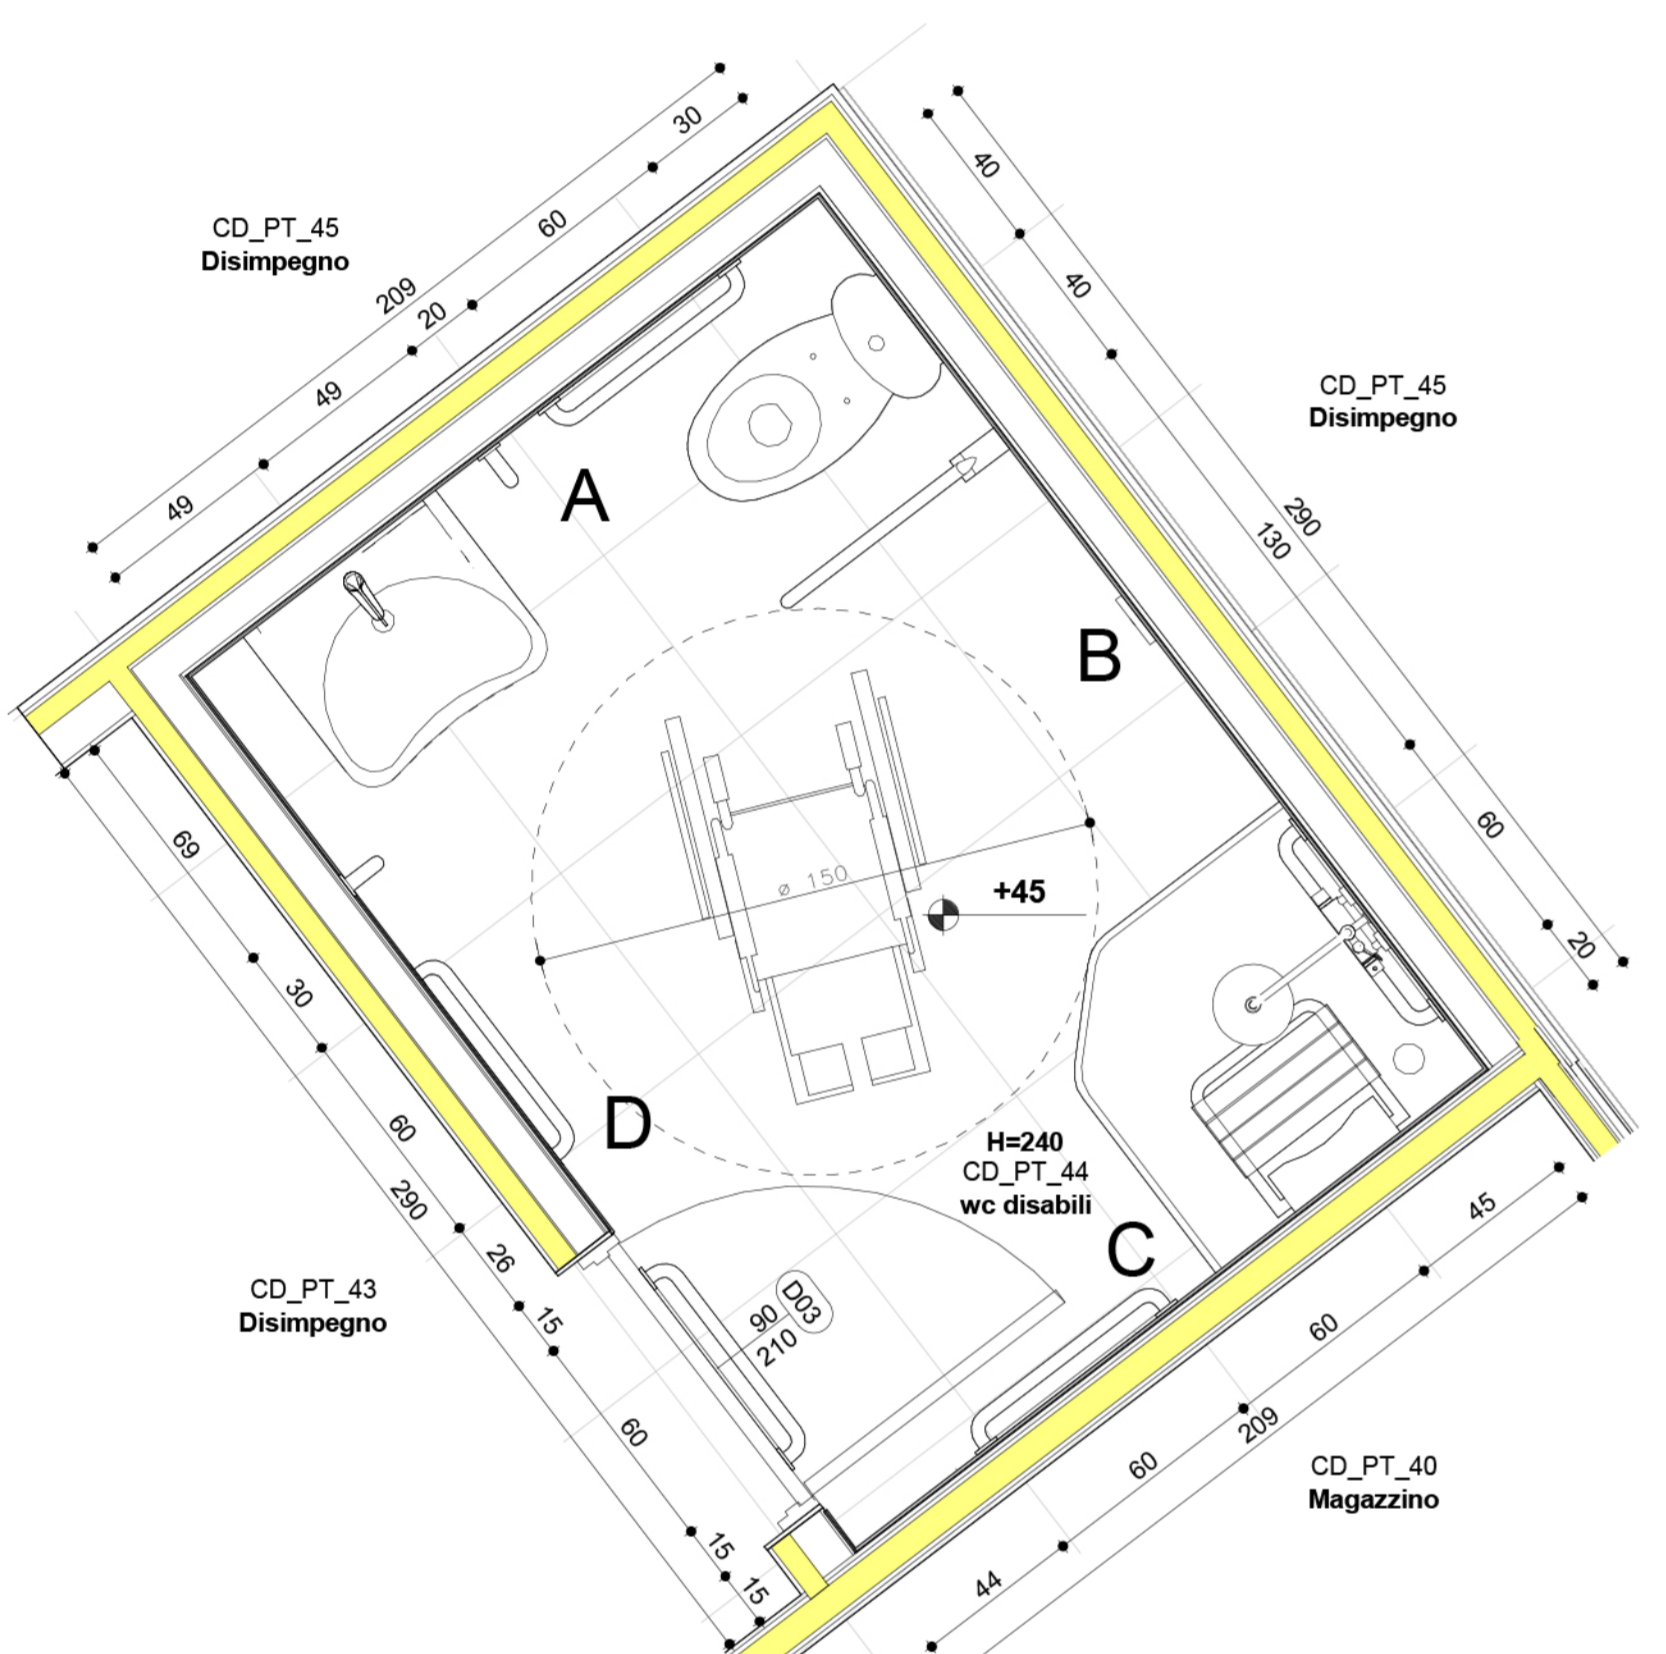 30
60
20
209
49
49
CD_PT_45
Disimpegno
40
40
290
130
60
20
CD_PT_45
Disimpegno
A
B
⌀ 150
+45
D
H=240
CD_PT_44
wc disabili
C
D03
90
210
69
30
60
290
26
15
60
15
15
CD_PT_43
Disimpegno
45
60
209
60
44
CD_PT_40
Magazzino